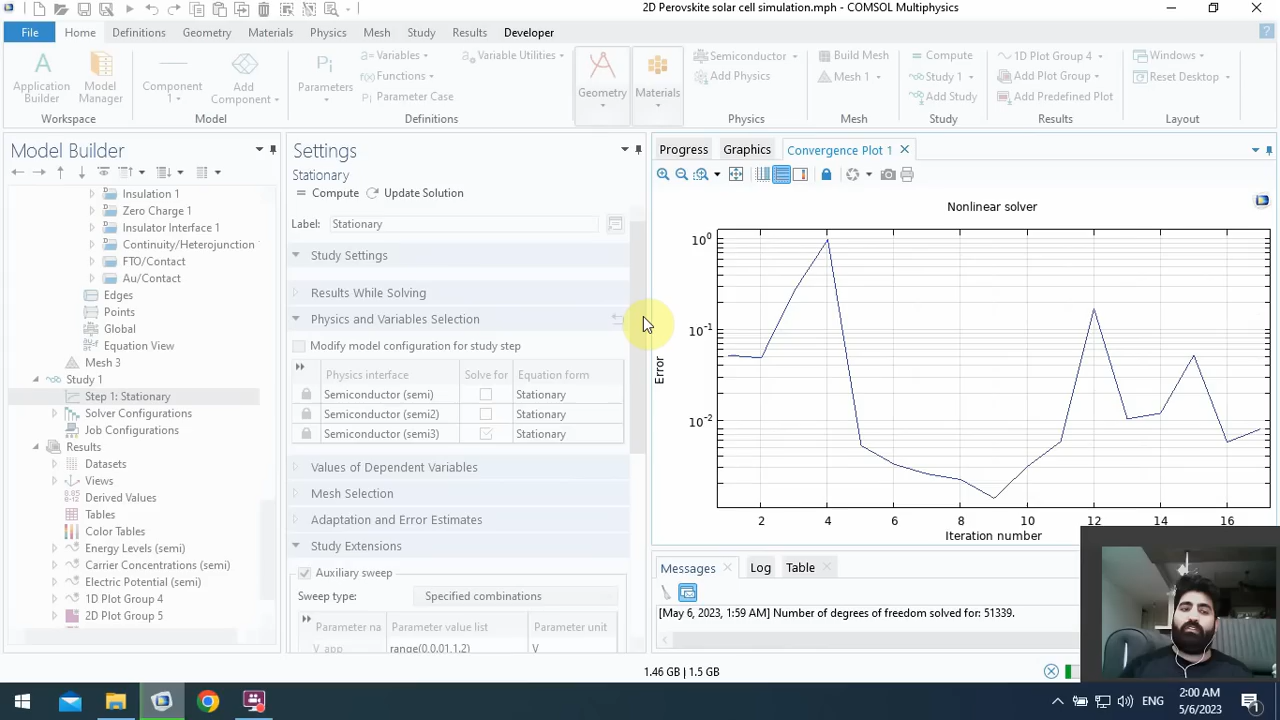 2D Perovskite solar cell simulation.mph - COMSOL Multiphysics
File Home Definitions Geometry Materials Physics Mesh Study Results Developer
Application Builder
Model Manager
Workspace
Component 1
Add Component
Model
Parameters
Variables
Functions
Parameter Case
Variable Utilities
Definitions
Geometry
Materials
Semiconductor
Add Physics
Physics
Build Mesh
Mesh 1
Mesh
Compute
Study 1
Add Study
Study
1D Plot Group 4
Add Plot Group
Add Predefined Plot
Results
Windows
Reset Desktop
Layout
Model Builder
Insulation 1
Zero Charge 1
Insulator Interface 1
Continuity/Heterojunction
FTO/Contact
Au/Contact
Edges
Points
Global
Equation View
Mesh 3
Study 1
Step 1: Stationary
Solver Configurations
Job Configurations
Results
Datasets
Views
8.85 e-12 Derived Values
Tables
Color Tables
Energy Levels (semi)
Carrier Concentrations (semi)
Electric Potential (semi)
1D Plot Group 4
2D Plot Group 5
Settings
Stationary
= Compute Update Solution
Label: Stationary
Study Settings
Results While Solving
Physics and Variables Selection
Modify model configuration for study step
Physics interface Solve for Equation form
Semiconductor (semi) Stationary
Semiconductor (semi2) Stationary
Semiconductor (semi3) Stationary
Values of Dependent Variables
Mesh Selection
Adaptation and Error Estimates
Study Extensions
Auxiliary sweep
Sweep type: Specified combinations
Parameter na Parameter value list Parameter unit
V_app range(0,0.01,1.2) V
Progress Graphics Convergence Plot 1
Nonlinear solver
10⁰
10⁻¹
10⁻²
Error
2 4 6 8 10 12 14 16
Iteration number
Messages Log Table
[May 6, 2023, 1:59 AM] Number of degrees of freedom solved for: 51339.
1.46 GB | 1.5 GB
ENG
2:00 AM
5/6/2023
1